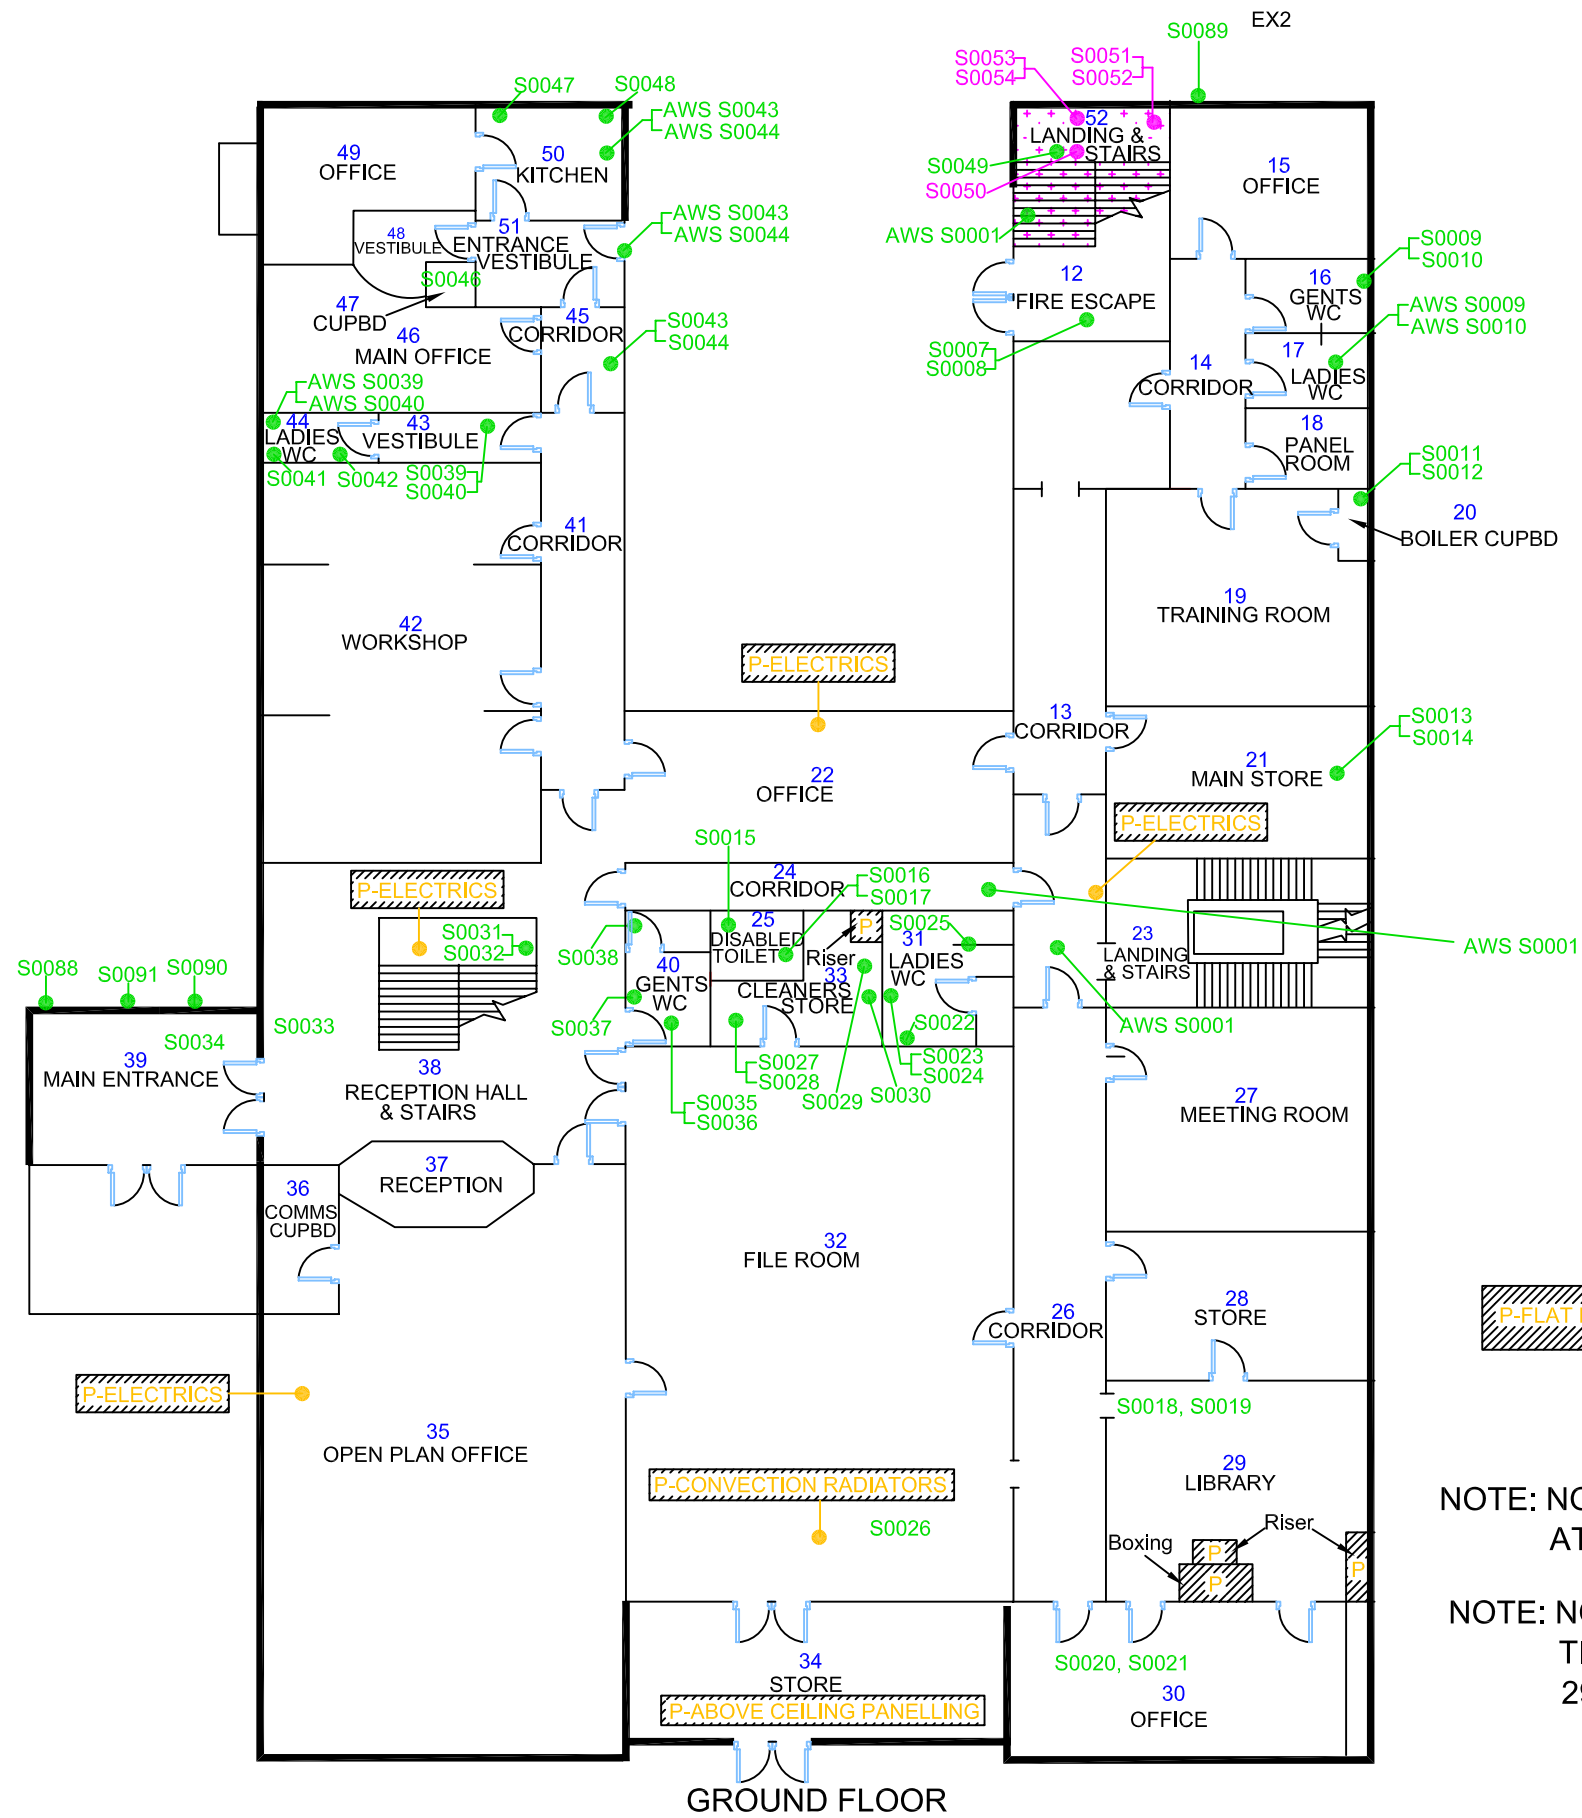 EX2
S0089
S0053
S0054
S0051
S0052
S0047
S0048
AWS S0043
AWS S0044
49
OFFICE
50
KITCHEN
52
LANDING &
STAIRS
S0049
S0050
15
OFFICE
AWS S0043
AWS S0044
48
VESTIBULE
51
ENTRANCE
VESTIBULE
AWS S0001
S0009
S0010
S0046
47
CUPBD
12
FIRE ESCAPE
16
GENTS
WC
AWS S0009
AWS S0010
45
CORRIDOR
S0043
S0044
46
MAIN OFFICE
S0007
S0008
14
CORRIDOR
17
LADIES
WC
AWS S0039
AWS S0040
44
LADIES
WC
43
VESTIBULE
18
PANEL
ROOM
S0041
S0042
S0039
S0040
S0011
S0012
20
BOILER CUPBD
41
CORRIDOR
19
TRAINING ROOM
42
WORKSHOP
P-ELECTRICS
13
CORRIDOR
S0013
S0014
21
MAIN STORE
22
OFFICE
P-ELECTRICS
S0015
24
CORRIDOR
S0016
S0017
P-ELECTRICS
S0031
S0032
S0038
25
DISABLED
TOILET
P
Riser
S0025
31
LADIES
WC
23
LANDING
& STAIRS
AWS S0001
S0088
S0091
S0090
40
GENTS
WC
33
CLEANERS
STORE
S0033
S0034
S0037
S0022
AWS S0001
39
MAIN ENTRANCE
38
RECEPTION HALL
& STAIRS
S0027
S0028
S0023
S0024
S0029
S0030
S0035
S0036
27
MEETING ROOM
37
RECEPTION
36
COMMS
CUPBD
32
FILE ROOM
26
CORRIDOR
28
STORE
P-FLAT
P-ELECTRICS
S0018, S0019
35
OPEN PLAN OFFICE
29
LIBRARY
P-CONVECTION RADIATORS
S0026
NOTE:
Boxing
Riser
P
P
P
NOTE:
29
34
STORE
S0020, S0021
30
OFFICE
P-ABOVE CEILING PANELLING
GROUND FLOOR